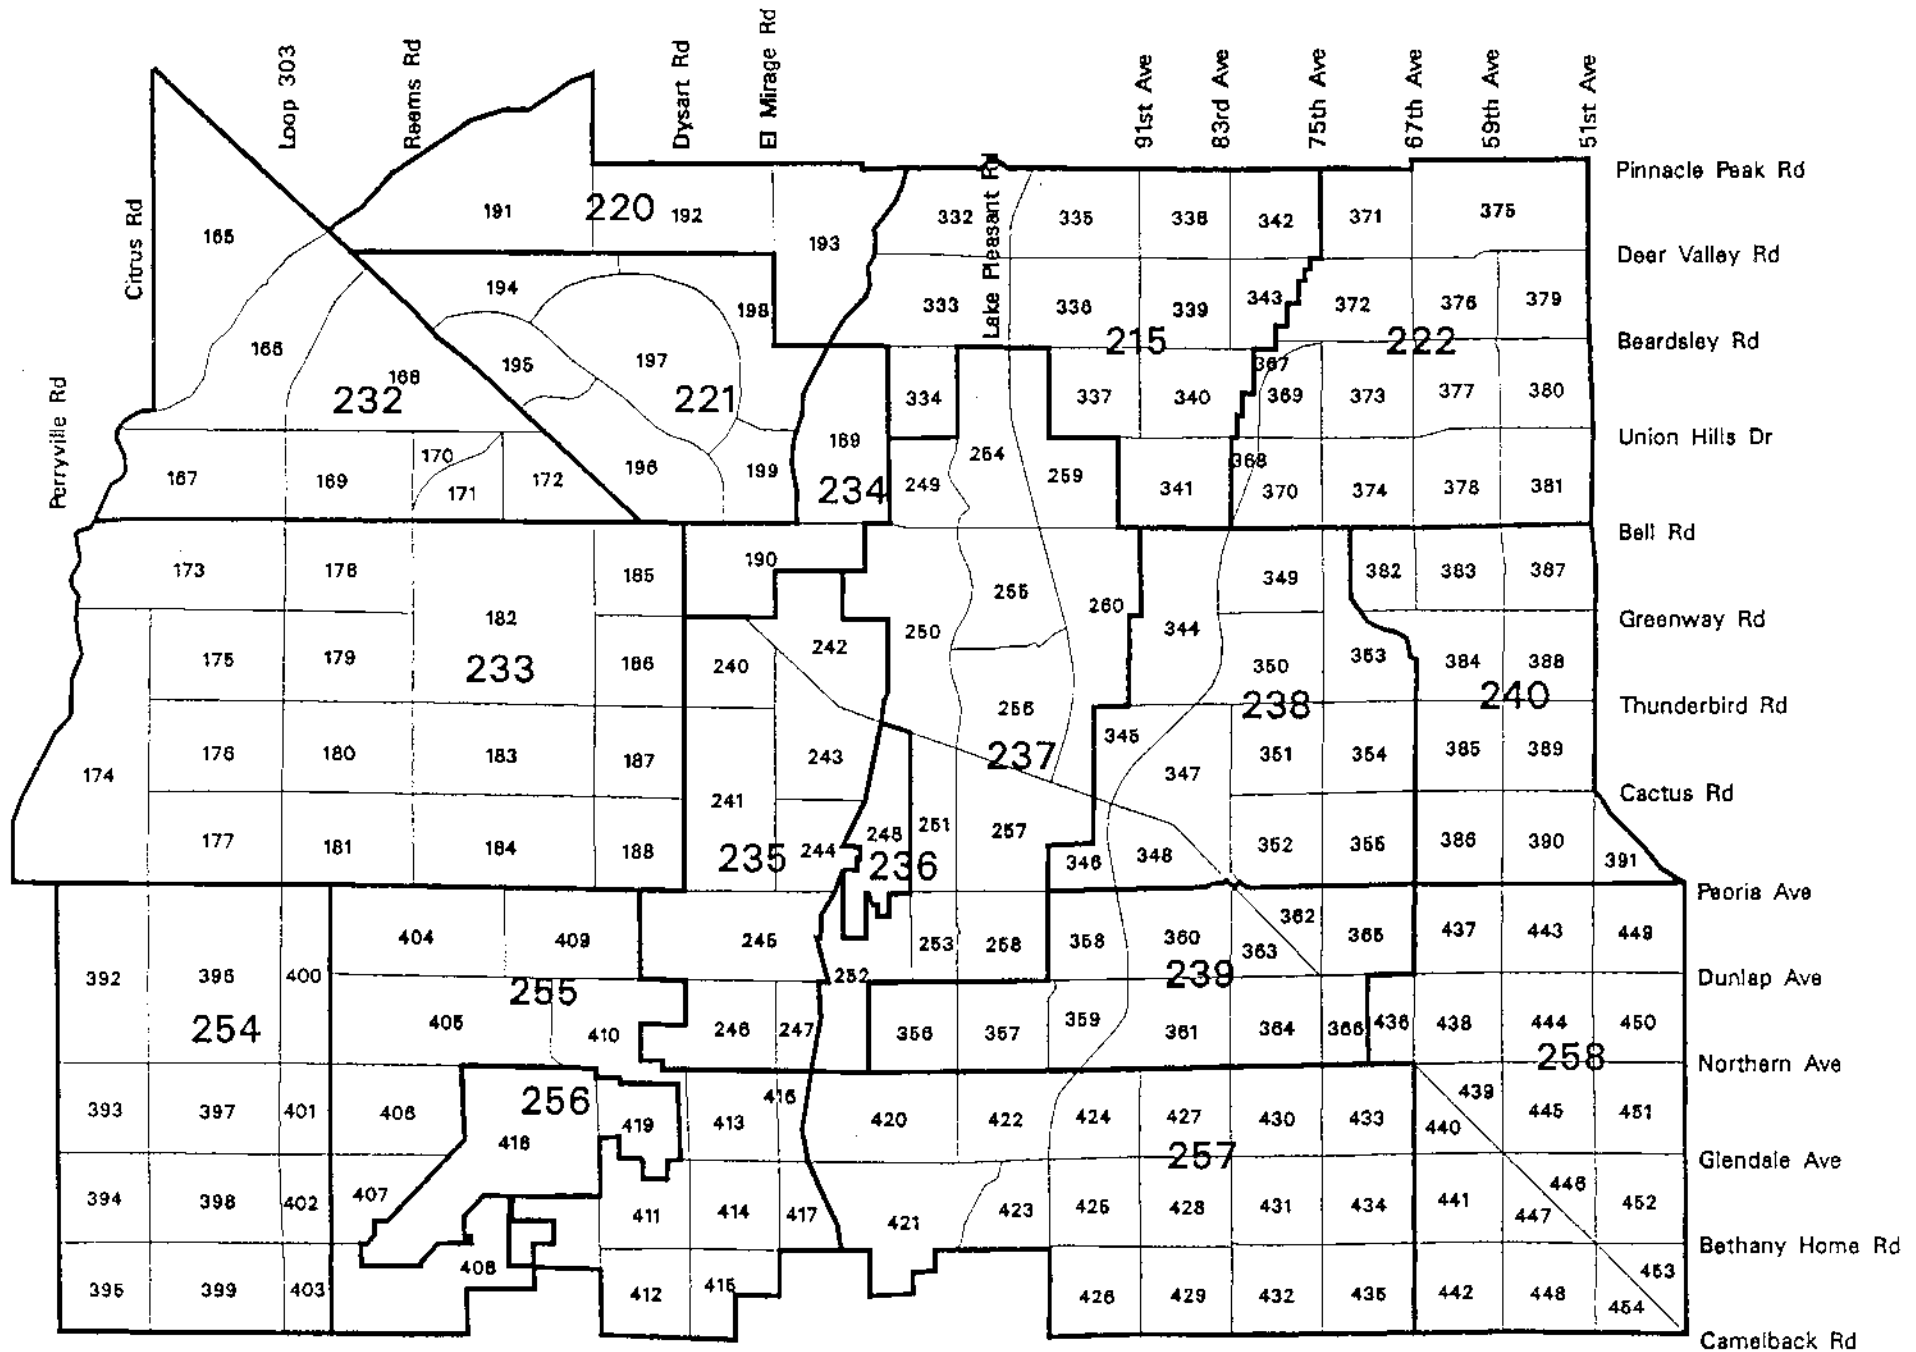 Citrus Rd
Loop 303
Reems Rd
Dysart Rd
El Mirage Rd
Lake Pleasant Rd
91st Ave
83rd Ave
75th Ave
67th Ave
59th Ave
51st Ave
Perryville Rd
Pinnacle Peak Rd
165 191 220 192 193 332 335 338 342 371 375
Deer Valley Rd
194 198 333 336 339 343 372 376 379
215 222 Beardsley Rd
166 168 195 197 367
232 221 334 337 340 369 373 377 380
Union Hills Dr
170 189 254 368
167 169 171 172 196 199 234 249 259 341 370 374 378 381
Bell Rd
173 178 185 190 255 260 349 382 383 387
182 Greenway Rd
175 179 233 186 240 242 250 344 350 353 384 388
256 238 240 Thunderbird Rd
174 176 180 183 187 243 237 345 347 351 354 385 389
241 Cactus Rd
177 181 184 188 235 244 248 236 251 257 346 348 352 355 386 390 391
Peoria Ave
404 409 245 253 258 358 360 362 363 365 437 443 449
392 396 400 252 239 Dunlap Ave
254 255 405 410 246 247 356 357 359 361 364 366 436 438 444 450
258 Northern Ave
256 416 439
393 397 401 406 418 419 413 420 422 424 427 430 433 440 445 451
257 Glendale Ave
394 398 402 407 411 414 417 421 423 425 428 431 434 441 446 447 452
Bethany Home Rd
395 399 403 408 412 415 426 429 432 435 442 448 453 454
Camelback Rd